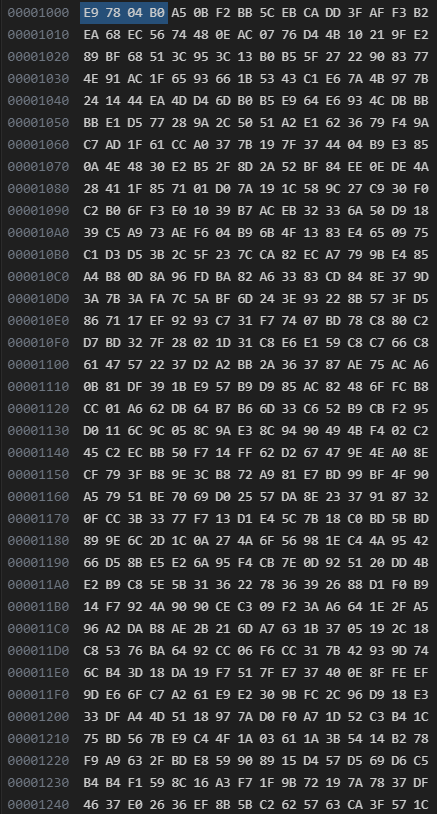 00001000 E9 78 04 B0 A5 0B F2 BB 5C EB CA DD 3F AF F3 B2
00001010 EA 68 EC 56 74 48 0E AC 07 76 D4 4B 10 21 9F E2
00001020 89 BF 68 51 3C 95 3C 13 B0 B5 5F 27 7A 89 9C 74
00001030 4E 91 AC 1F 65 93 66 1B 53 43 C1 E6 7A 4B 97 7B
00001040 24 14 44 EA 4D D4 6D B0 B5 E9 64 E6 93 4C DB BB
00001050 BB E1 D5 77 28 9A 2C 50 51 A2 E1 62 36 79 F4 9A
00001060 C7 AD 1F 61 CC A0 37 7B 19 7F 37 44 04 B9 E3 85
00001070 0A 4E 48 30 E2 B5 2F 8D 2A 52 BF 84 EE 0E DE 4A
00001080 28 41 1F 85 71 01 D0 7A 19 1C 58 9C 27 C9 30 F0
00001090 C2 B0 6F F3 E0 10 39 B7 AC EB 32 33 6A 50 D9 18
000010A0 39 C5 A9 73 AE F6 04 B9 6B 4F 13 83 E4 65 09 75
000010B0 C1 D3 D5 3B 2C 5F 23 7C CA 82 EC A7 79 9B E4 85
000010C0 A4 B8 0D 8A 96 FD BA 82 A6 33 83 CD 84 8E 37 9D
000010D0 3A 7B 3A FA 7C 5A BF 6D 24 3E 93 22 8B 57 3F D5
000010E0 86 71 17 EF 92 93 C7 31 F7 74 07 BD 78 C8 80 C2
000010F0 D7 BD 32 7F 28 02 1D 31 C8 E6 E1 59 C8 C7 66 C8
00001100 61 47 57 22 37 D2 A2 BB 2A 36 37 87 AE 75 AC A6
00001110 0B 81 DF 39 1B E9 57 B9 D9 85 AC 82 48 6F FC B8
00001120 CC 01 A6 62 DB 64 B7 B6 6D 33 C6 52 B9 CB F2 95
00001130 D0 11 6C 9C 05 8C 9A E3 8C 94 90 49 4B F4 02 C2
00001140 45 C2 EC BB 50 F7 14 FF 62 D2 67 47 9E 4E A0 8E
00001150 CF 79 3F B8 9E 3C B8 72 A9 81 E7 BD 99 BF 4F 90
00001160 A5 79 51 BE 70 69 D0 25 57 DA 8E 23 37 91 87 32
00001170 0F CC 3B 33 77 F7 13 D1 E4 5C 7B 18 C0 BD 5B BD
00001180 89 9E 6C 2D 1C 0A 27 4A 6F 56 98 1E C4 4A 95 42
00001190 66 D5 8B E5 E2 6A 95 F4 CB 7E 0D 92 51 20 DD 4B
000011A0 E2 B9 C8 5E 5B 31 36 22 78 36 39 26 88 D1 F0 B9
000011B0 14 F7 92 4A 90 90 CE C3 09 F2 3A A6 64 1E 2F A5
000011C0 96 A2 DA B8 AE 2B 21 6D A7 63 1B 37 05 19 2C 18
000011D0 C8 53 76 BA 64 92 CC 06 F6 CC 31 7B 42 93 9D 74
000011E0 6C B4 3D 18 DA 19 F7 51 7F E7 37 40 0E 8F FE EF
000011F0 9D E6 6F C7 A2 61 E9 E2 30 9B FC 2C 96 D9 18 E3
00001200 33 DF A4 4D 51 18 97 7A D0 F0 A7 1D 52 C3 B4 1C
00001210 75 BD 56 7B E9 C4 4F 1A 03 61 1A 3B 54 14 B2 78
00001220 F9 A9 63 2F BD E8 59 90 89 15 D4 57 D5 69 D6 C5
00001230 B4 B4 F1 59 8C 16 A3 F7 1F 9B 72 19 7A 78 37 DF
00001240 46 37 E0 26 36 EF 8B 5B C2 62 57 63 CA 3F 57 1C